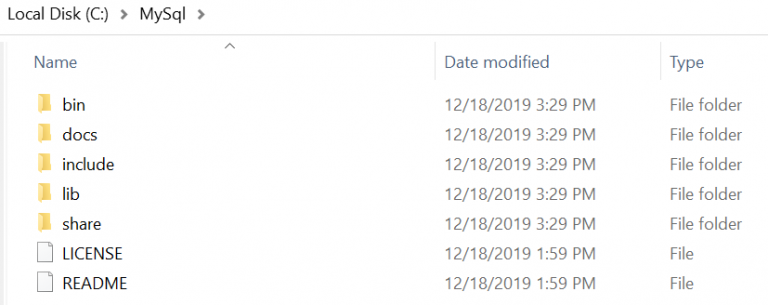 Local Disk (C:) > MySql >
Name Date modified Type
bin 12/18/2019 3:29 PM File folder
docs 12/18/2019 3:29 PM File folder
include 12/18/2019 3:29 PM File folder
lib 12/18/2019 3:29 PM File folder
share 12/18/2019 3:29 PM File folder
LICENSE 12/18/2019 1:59 PM File
README 12/18/2019 1:59 PM File